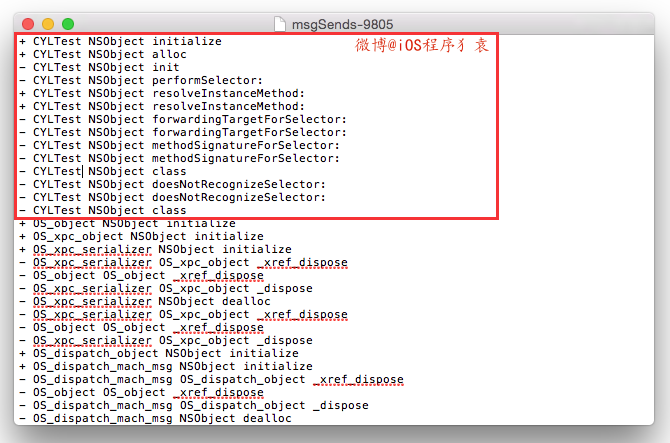 msgSends-9805
+ CYLTest NSObject initialize
微博@iOS程序犭袁
+ CYLTest NSObject alloc
- CYLTest NSObject init
- CYLTest NSObject performSelector:
+ CYLTest NSObject resolveInstanceMethod:
+ CYLTest NSObject resolveInstanceMethod:
- CYLTest NSObject forwardingTargetForSelector:
- CYLTest NSObject forwardingTargetForSelector:
- CYLTest NSObject methodSignatureForSelector:
- CYLTest NSObject methodSignatureForSelector:
- CYLTest NSObject class
- CYLTest NSObject doesNotRecognizeSelector:
- CYLTest NSObject doesNotRecognizeSelector:
- CYLTest NSObject class
+ OS_object NSObject initialize
+ OS_xpc_object NSObject initialize
+ OS_xpc_serializer NSObject initialize
- OS_xpc_serializer OS_xpc_object _xref_dispose
- OS_object OS_object _xref_dispose
- OS_xpc_serializer OS_xpc_object _dispose
- OS_xpc_serializer NSObject dealloc
- OS_xpc_serializer OS_xpc_object _xref_dispose
- OS_object OS_object _xref_dispose
- OS_xpc_serializer OS_xpc_object _dispose
+ OS_dispatch_object NSObject initialize
+ OS_dispatch_mach_msg NSObject initialize
- OS_dispatch_mach_msg OS_dispatch_object _xref_dispose
- OS_object OS_object _xref_dispose
- OS_dispatch_mach_msg OS_dispatch_object _dispose
- OS_dispatch_mach_msg NSObject dealloc